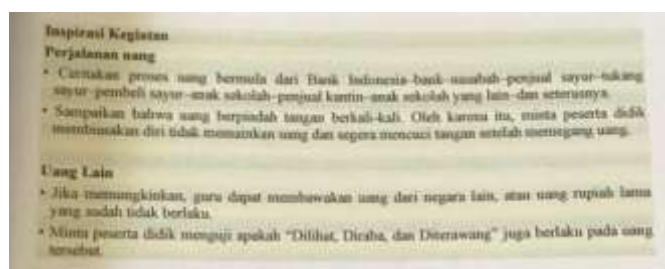 Inspirasi Kegiatan
Perjalanan uang
• Ceritakan proses uang bermula dari Bank Indonesia–bank–nasabah–penjual sayur–tukang
sayur–pembeli sayur–anak sekolah–penjual kantin–anak sekolah yang lain–dan seterusnya.
• Sampaikan bahwa uang berpindah tangan berkali-kali. Oleh karena itu, minta peserta didik
membiasakan diri tidak memainkan uang dan segera mencuci tangan setelah memegang uang.
Uang Lain
• Jika memungkinkan, guru dapat membawakan uang dari negara lain, atau uang rupiah lama
yang sudah tidak berlaku.
• Minta peserta didik menguji apakah "Dilihat, Diraba, dan Diterawang" juga berlaku pada uang
tersebut.